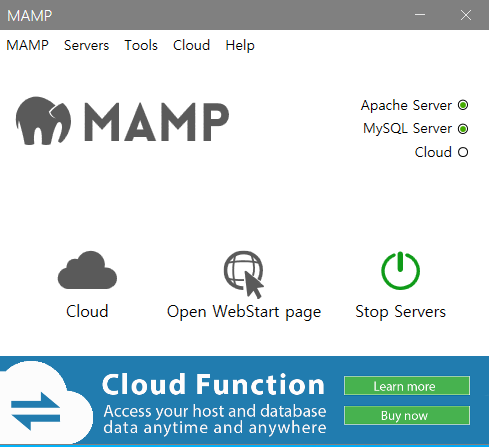 MAMP
MAMP Servers Tools Cloud Help
MAMP
Apache Server
MySQL Server
Cloud
Cloud Open WebStart page Stop Servers
Cloud Function
Access your host and database
data anytime and anywhere
Learn more
Buy now